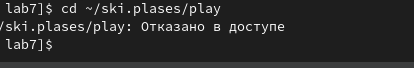 lab7]$ cd ~/ski.plases/play
/ski.plases/play: Отказано в доступе
lab7]$